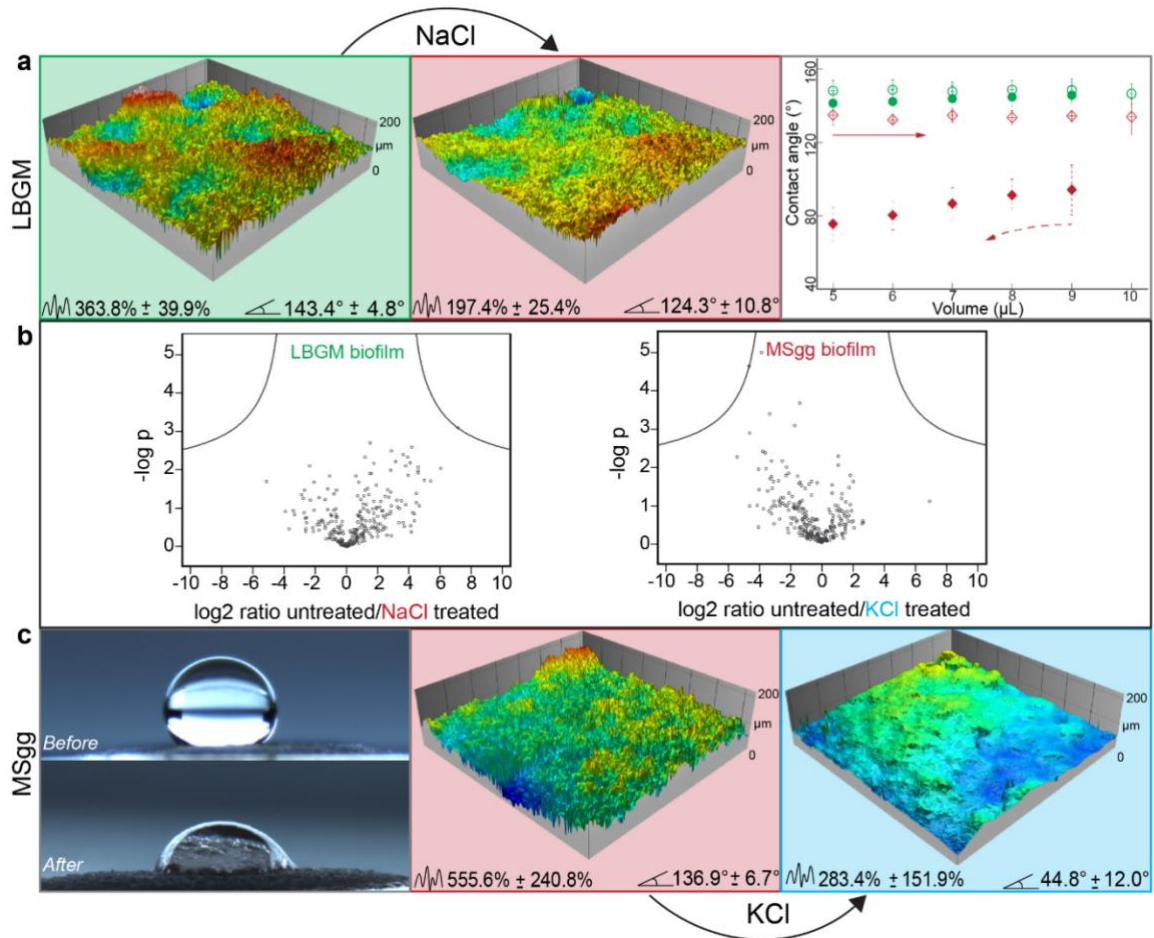 NaCl
a
LBGM
200
µm
0
363.8% ± 39.9%
143.4° ± 4.8°
200
µm
0
197.4% ± 25.4%
124.3° ± 10.8°
Contact angle (°)
160
120
80
40
5 6 7 8 9 10
Volume (µL)
b
LBGM biofilm
-log p
5
4
3
2
1
0
-10 -8 -6 -4 -2 0 2 4 6 8 10
log2 ratio untreated/NaCl treated
MSgg biofilm
-log p
5
4
3
2
1
0
-10 -8 -6 -4 -2 0 2 4 6 8 10
log2 ratio untreated/KCl treated
c
MSgg
Before
After
200
µm
0
555.6% ± 240.8%
136.9° ± 6.7°
200
µm
0
283.4% ± 151.9%
44.8° ± 12.0°
KCl